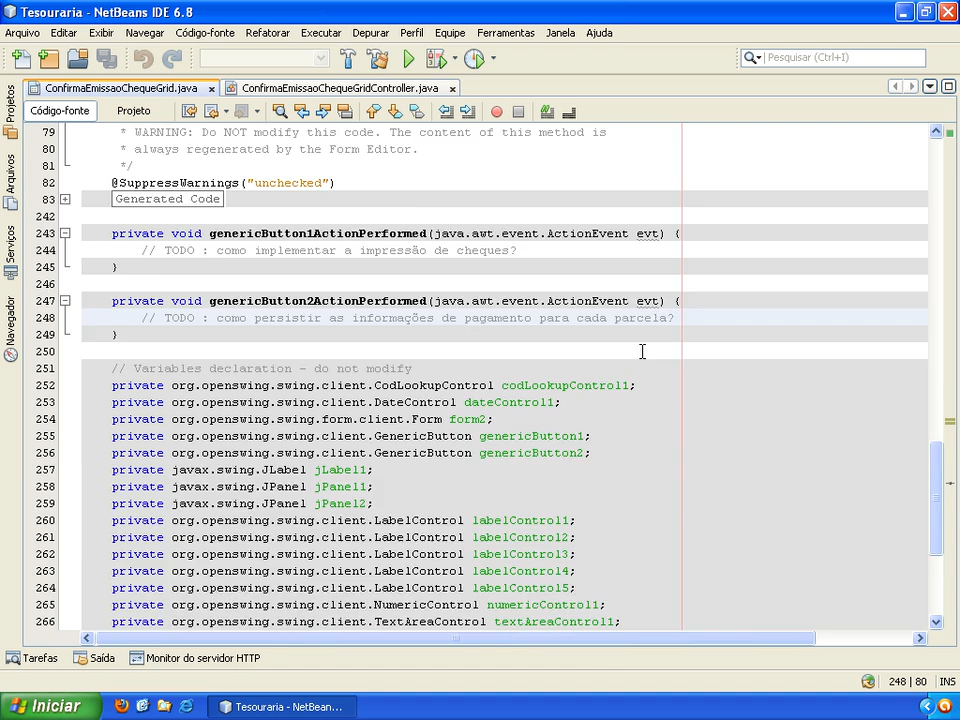 Tesouraria - NetBeans IDE 6.8
Arquivo Editar Exibir Navegar Código-fonte Refatorar Executar Depurar Perfil Equipe Ferramentas Janela Ajuda
Pesquisar (Ctrl+I)
ConfirmaEmissaoChequeGrid.java x ConfirmaEmissaoChequeGridController.java x
Código-fonte Projeto
Projetos
Arquivos
Serviços
Navegador
79 * WARNING: Do NOT modify this code. The content of this method is
80 * always regenerated by the Form Editor.
81 */
82 @SuppressWarnings("unchecked")
83 Generated Code
242
243 private void genericButton1ActionPerformed(java.awt.event.ActionEvent evt) {
244 // TODO : como implementar a impressão de cheques?
245 }
246
247 private void genericButton2ActionPerformed(java.awt.event.ActionEvent evt) {
248 // TODO : como persistir as informações de pagamento para cada parcela?
249 }
250
251 // Variables declaration - do not modify
252 private org.openswing.swing.client.CodLookupControl codLookupControl1;
253 private org.openswing.swing.client.DateControl dateControl1;
254 private org.openswing.swing.form.client.Form form2;
255 private org.openswing.swing.client.GenericButton genericButton1;
256 private org.openswing.swing.client.GenericButton genericButton2;
257 private javax.swing.JLabel jLabel1;
258 private javax.swing.JPanel jPanel1;
259 private javax.swing.JPanel jPanel2;
260 private org.openswing.swing.client.LabelControl labelControl1;
261 private org.openswing.swing.client.LabelControl labelControl2;
262 private org.openswing.swing.client.LabelControl labelControl3;
263 private org.openswing.swing.client.LabelControl labelControl4;
264 private org.openswing.swing.client.LabelControl labelControl5;
265 private org.openswing.swing.client.NumericControl numericControl1;
266 private org.openswing.swing.client.TextAreaControl textAreaControl1;
Tarefas Saída Monitor do servidor HTTP
248 | 80 INS
Iniciar Tesouraria - NetBean...